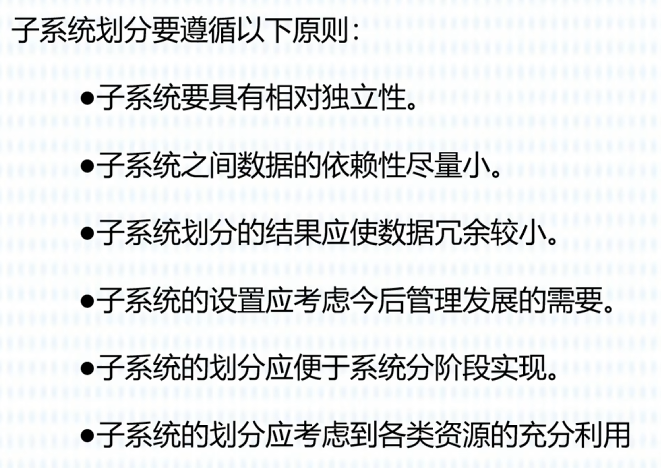 子系统划分要遵循以下原则：
●子系统要具有相对独立性。
●子系统之间数据的依赖性尽量小。
●子系统划分的结果应使数据冗余较小。
●子系统的设置应考虑今后管理发展的需要。
●子系统的划分应便于系统分阶段实现。
●子系统的划分应考虑到各类资源的充分利用